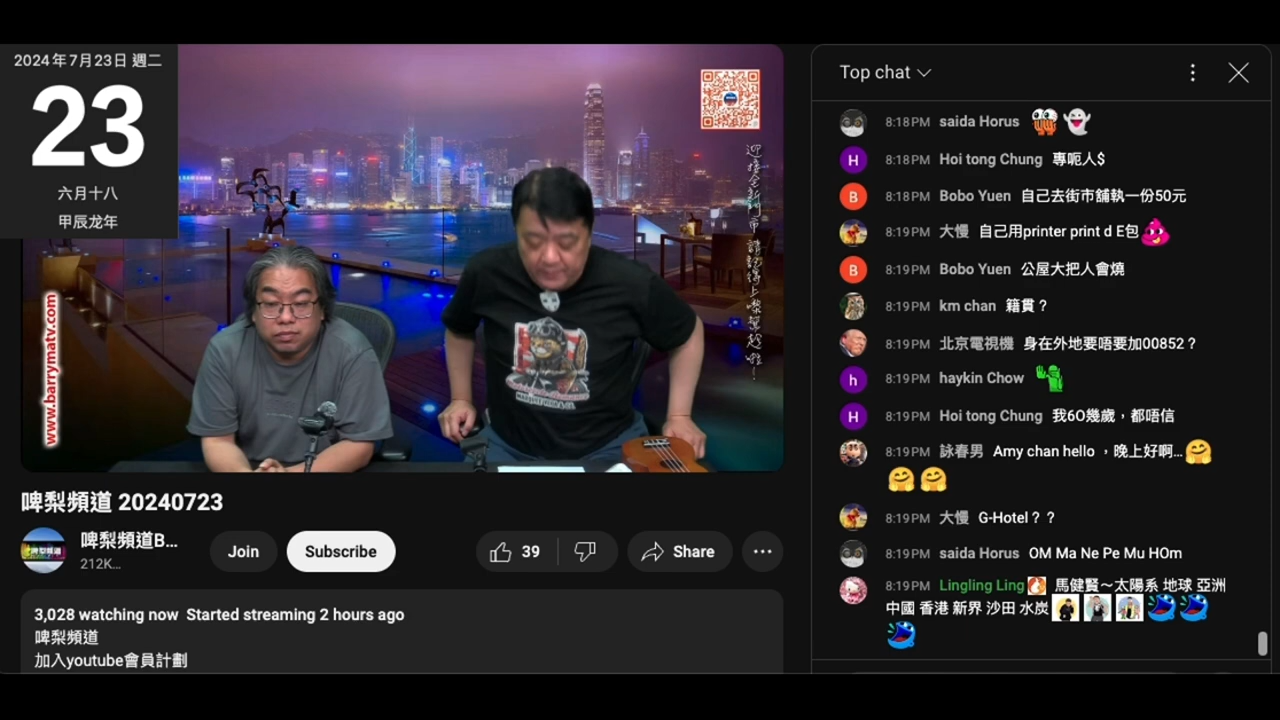 2024年7月23日 週二
23
六月十八
甲辰龙年
www.barrymatv.com
啤梨頻道 20240723
啤梨頻道B...
212K...
Join
Subscribe
39
Share
3,028 watching now Started streaming 2 hours ago
啤梨頻道
加入youtube會員計劃
Top chat
8:18PM saida Horus
H 8:18PM Hoi tong Chung 專呃人$
B 8:18PM Bobo Yuen 自己去街市舖執一份50元
8:19PM 大慢 自己用printer print d E包
B 8:19PM Bobo Yuen 公屋大把人會燒
8:19PM km chan 籍貫？
8:19PM 北京電視機 身在外地要唔要加00852？
h 8:19PM haykin Chow
H 8:19PM Hoi tong Chung 我60幾歲，都唔信
8:19PM 詠春男 Amy chan hello ，晚上好啊...
8:19PM 大慢 G-Hotel？？
8:19PM saida Horus OM Ma Ne Pe Mu HOm
8:19PM Lingling Ling 馬健賢～太陽系 地球 亞洲
中國 香港 新界 沙田 水炭